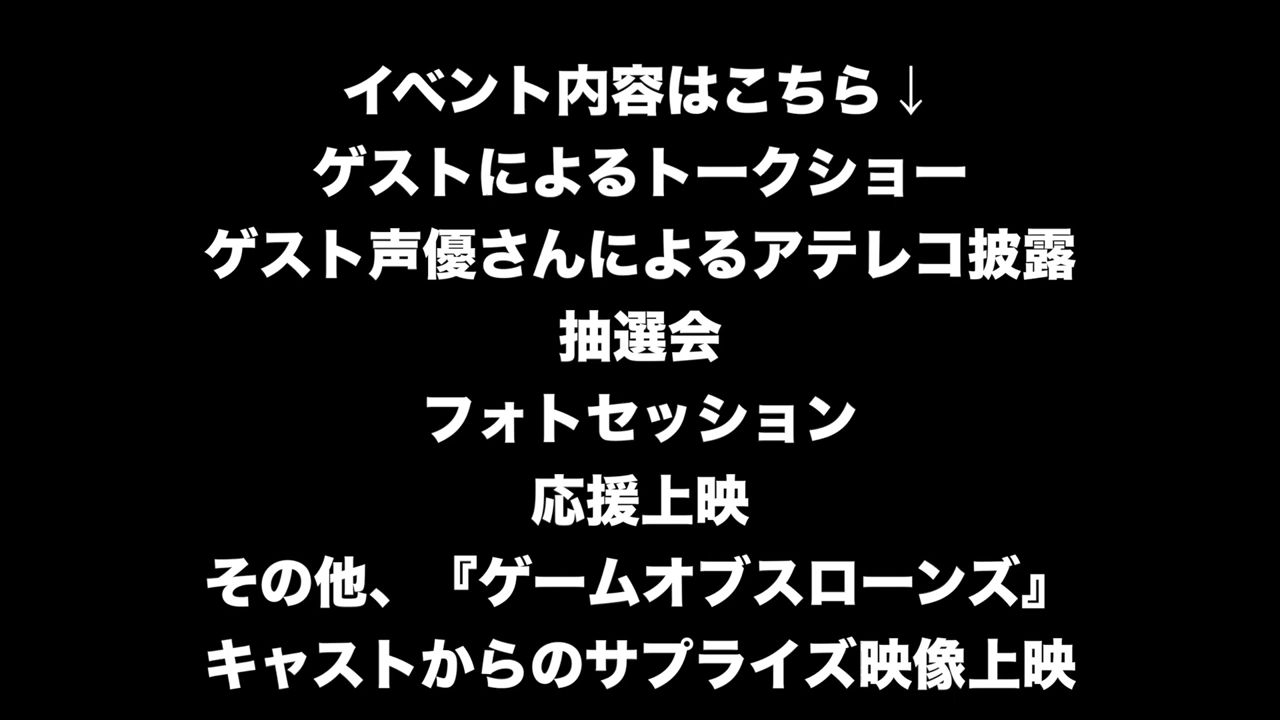 イベント内容はこちら↓
ゲストによるトークショー
ゲスト声優さんによるアテレコ披露
抽選会
フォトセッション
応援上映
その他、『ゲームオブスローンズ』
キャストからのサプライズ映像上映